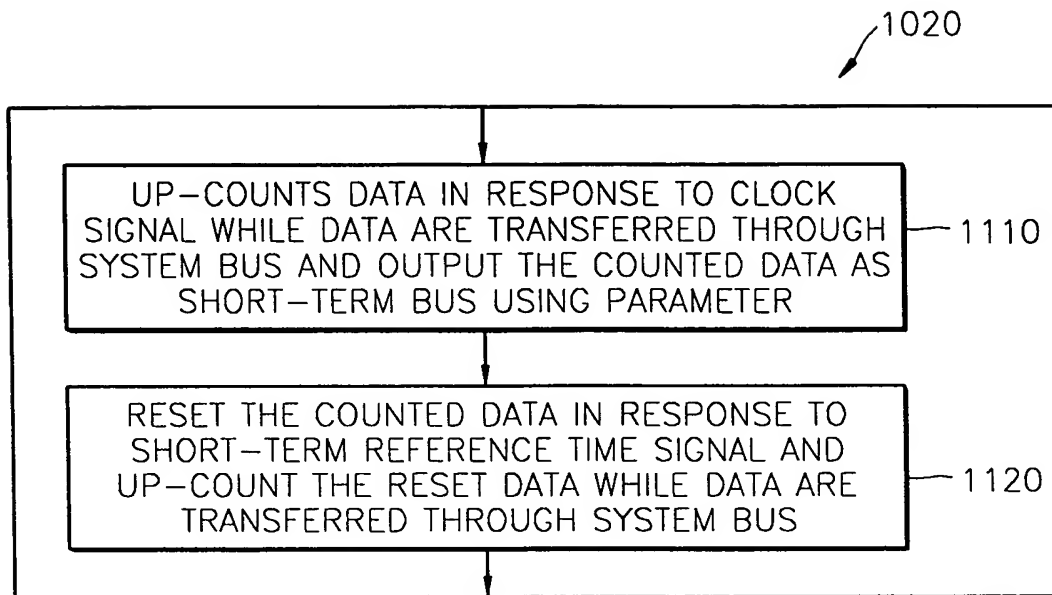 1020
UP-COUNTS DATA IN RESPONSE TO CLOCK
SIGNAL WHILE DATA ARE TRANSFERRED THROUGH
SYSTEM BUS AND OUTPUT THE COUNTED DATA AS
SHORT-TERM BUS USING PARAMETER
1110
RESET THE COUNTED DATA IN RESPONSE TO
SHORT-TERM REFERENCE TIME SIGNAL AND
UP-COUNT THE RESET DATA WHILE DATA ARE
TRANSFERRED THROUGH SYSTEM BUS
1120